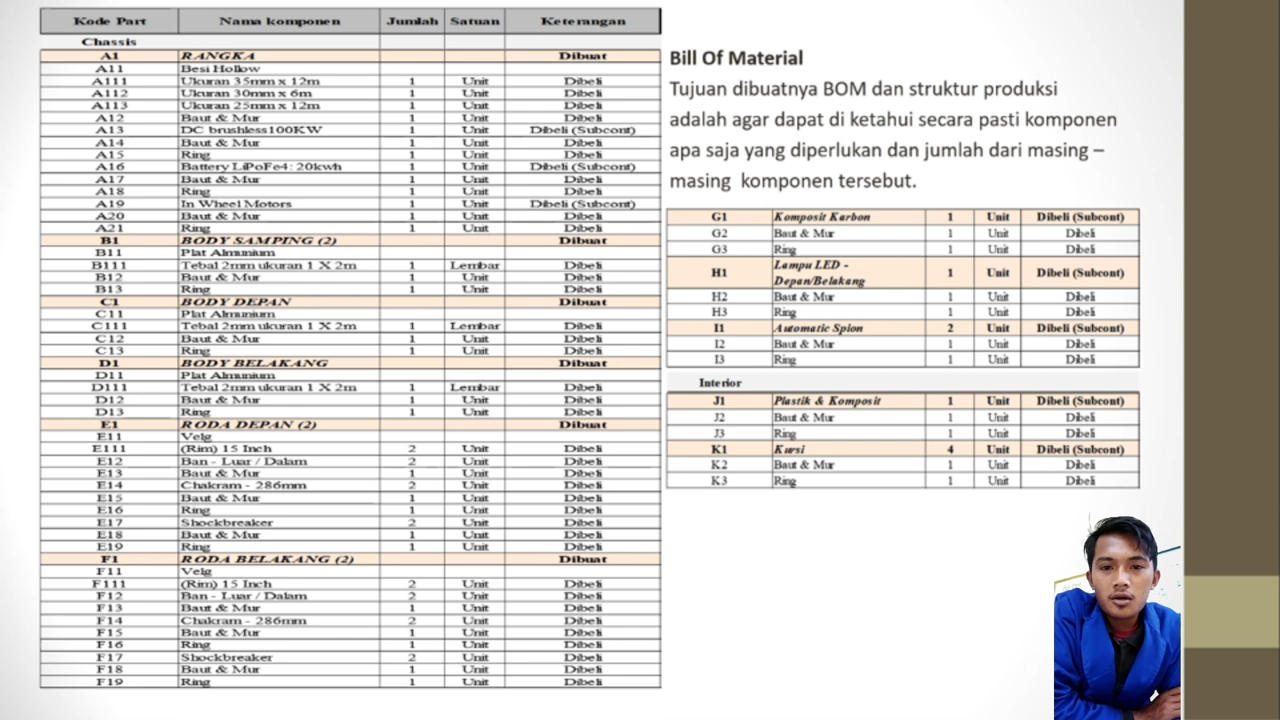 Kode Part Nama komponen Jumlah Satuan Keterangan
Chassis
A1 RANGKA Dibuat
A11 Besi Hollow
A111 Ukuran 35mm x 12m 1 Unit Dibeli
A112 Ukuran 30mm x 6m 1 Unit Dibeli
A113 Ukuran 25mm x 12m 1 Unit Dibeli
A12 Baut & Mur 1 Unit Dibeli
A13 DC brushless100KW 1 Unit Dibeli (Subcont)
A14 Baut & Mur 1 Unit Dibeli
A15 Ring 1 Unit Dibeli
A16 Battery LiPoFe4: 20kwh 1 Unit Dibeli (Subcont)
A17 Baut & Mur 1 Unit Dibeli
A18 Ring 1 Unit Dibeli
A19 In Wheel Motors 1 Unit Dibeli (Subcont)
A20 Baut & Mur 1 Unit Dibeli
A21 Ring 1 Unit Dibeli
B1 BODY SAMPING (2) Dibuat
B11 Plat Almunium
B111 Tebal 2mm ukuran 1 X 2m 1 Lembar Dibeli
B12 Baut & Mur 1 Unit Dibeli
B13 Ring 1 Unit Dibeli
C1 BODY DEPAN Dibuat
C11 Plat Almunium
C111 Tebal 2mm ukuran 1 X 2m 1 Lembar Dibeli
C12 Baut & Mur 1 Unit Dibeli
C13 Ring 1 Unit Dibeli
D1 BODY BELAKANG Dibuat
D11 Plat Almunium
D111 Tebal 2mm ukuran 1 X 2m 1 Lembar Dibeli
D12 Baut & Mur 1 Unit Dibeli
D13 Ring 1 Unit Dibeli
E1 RODA DEPAN (2) Dibuat
E11 Velg
E111 (Rim) 15 Inch 2 Unit Dibeli
E12 Ban - Luar / Dalam 2 Unit Dibeli
E13 Baut & Mur 1 Unit Dibeli
E14 Chakram - 286mm 2 Unit Dibeli
E15 Baut & Mur 1 Unit Dibeli
E16 Ring 1 Unit Dibeli
E17 Shockbreaker 2 Unit Dibeli
E18 Baut & Mur 1 Unit Dibeli
E19 Ring 1 Unit Dibeli
F1 RODA BELAKANG (2) Dibuat
F11 Velg
F111 (Rim) 15 Inch 2 Unit Dibeli
F12 Ban - Luar / Dalam 2 Unit Dibeli
F13 Baut & Mur 1 Unit Dibeli
F14 Chakram - 286mm 2 Unit Dibeli
F15 Baut & Mur 1 Unit Dibeli
F16 Ring 1 Unit Dibeli
F17 Shockbreaker 2 Unit Dibeli
F18 Baut & Mur 1 Unit Dibeli
F19 Ring 1 Unit Dibeli
Bill Of Material
Tujuan dibuatnya BOM dan struktur produksi
adalah agar dapat di ketahui secara pasti komponen
apa saja yang diperlukan dan jumlah dari masing –
masing komponen tersebut.
G1 Komposit Karbon 1 Unit Dibeli (Subcont)
G2 Baut & Mur 1 Unit Dibeli
G3 Ring 1 Unit Dibeli
H1 Lampu LED - Depan/Belakang 1 Unit Dibeli (Subcont)
H2 Baut & Mur 1 Unit Dibeli
H3 Ring 1 Unit Dibeli
I1 Automatic Spion 2 Unit Dibeli (Subcont)
I2 Baut & Mur 1 Unit Dibeli
I3 Ring 1 Unit Dibeli
Interior
J1 Plastik & Komposit 1 Unit Dibeli (Subcont)
J2 Baut & Mur 1 Unit Dibeli
J3 Ring 1 Unit Dibeli
K1 Kursi 4 Unit Dibeli (Subcont)
K2 Baut & Mur 1 Unit Dibeli
K3 Ring 1 Unit Dibeli